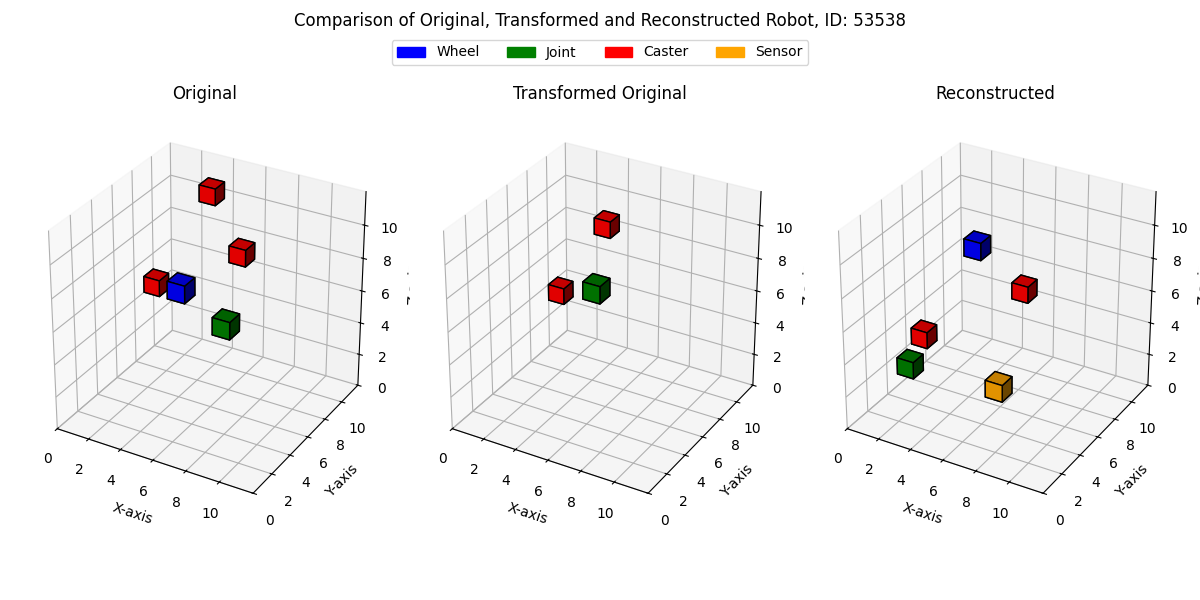 Comparison of Original, Transformed and Reconstructed Robot, ID: 53538
Wheel Joint Caster Sensor
Original Transformed Original Reconstructed
10 10 10
8 8 8
6 6 6
4 4 4
2 2 2
0 0 0
10 10 10
8 8 8
6 6 6
4 4 4
2 2 2
0 0 0
0 2 4 6 8 10 0 2 4 6 8 10 0 2 4 6 8 10
X-axis Y-axis X-axis Y-axis X-axis Y-axis